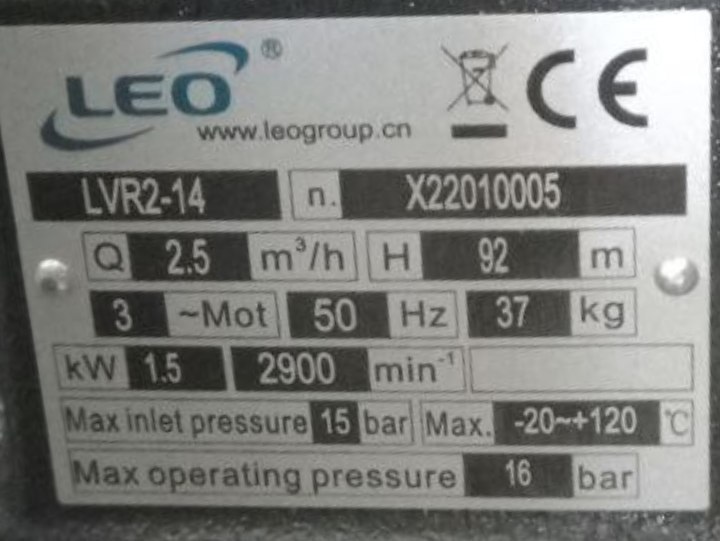 LEO ®
www.leogroup.cn
CE
LVR2-14 n. X22010005
Q 2.5 m³/h H 92 m
3 ~Mot 50 Hz 37 kg
kW 1.5 2900 min⁻¹
Max inlet pressure 15 bar Max. -20~+120 ℃
Max operating pressure 16 bar